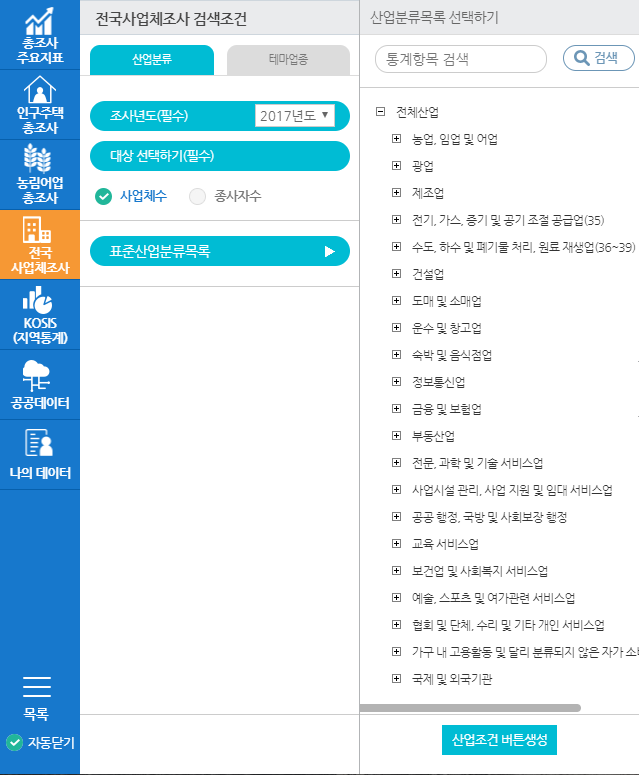 총조사
주요지표
인구주택
총조사
농림어업
총조사
전국
사업체조사
KOSIS
(지역통계)
공공데이터
나의 데이터
목록
자동닫기
전국사업체조사 검색조건
산업분류
테마업종
조사년도(필수)
2017년도
대상 선택하기(필수)
사업체수
종사자수
표준산업분류목록
산업분류목록 선택하기
통계항목 검색
검색
전체산업
농업, 임업 및 어업
광업
제조업
전기, 가스, 증기 및 공기 조절 공급업(35)
수도, 하수 및 폐기물 처리, 원료 재생업(36~39)
건설업
도매 및 소매업
운수 및 창고업
숙박 및 음식점업
정보통신업
금융 및 보험업
부동산업
전문, 과학 및 기술 서비스업
사업시설 관리, 사업 지원 및 임대 서비스업
공공 행정, 국방 및 사회보장 행정
교육 서비스업
보건업 및 사회복지 서비스업
예술, 스포츠 및 여가관련 서비스업
협회 및 단체, 수리 및 기타 개인 서비스업
가구 내 고용활동 및 달리 분류되지 않은 자가
국제 및 외국기관
산업조건 버튼생성